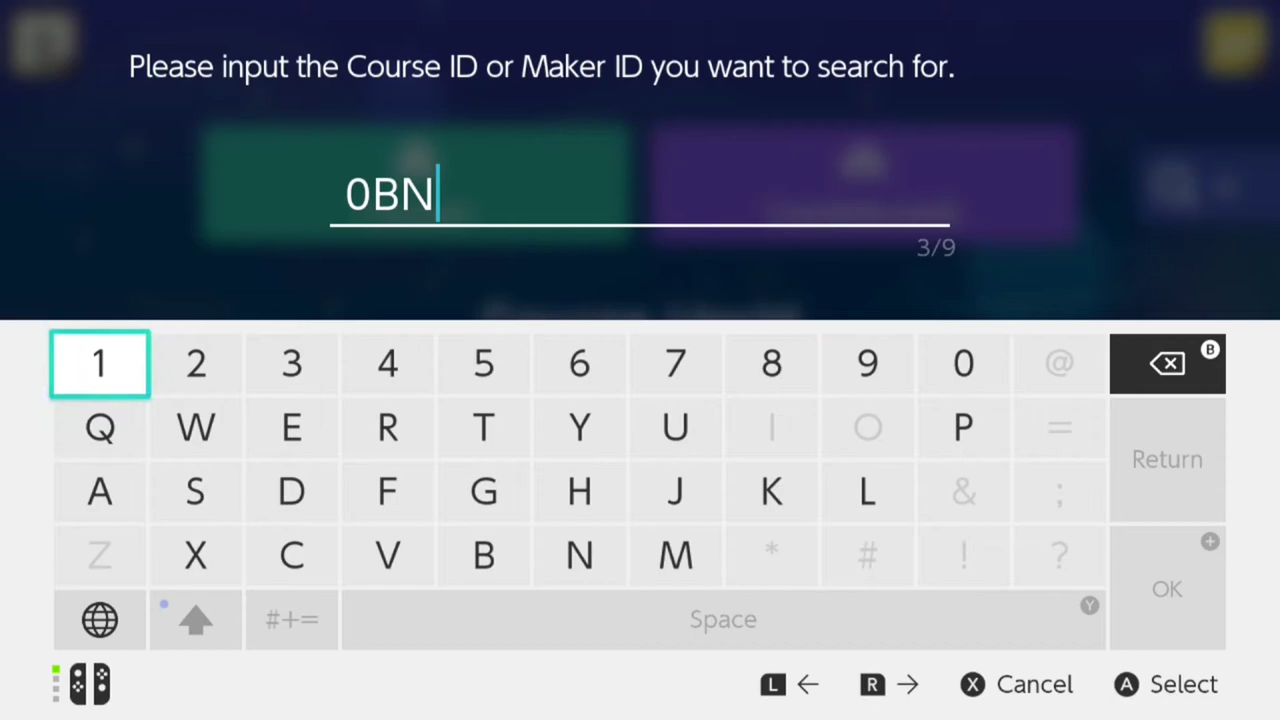 Please input the Course ID or Maker ID you want to search for.
0BN
3/9
1 2 3 4 5 6 7 8 9 0 @ B
Q W E R T Y U I O P = Return
A S D F G H J K L & ;
Z X C V B N M * # ! ? + OK
#+= Space Y
L ← R → X Cancel A Select